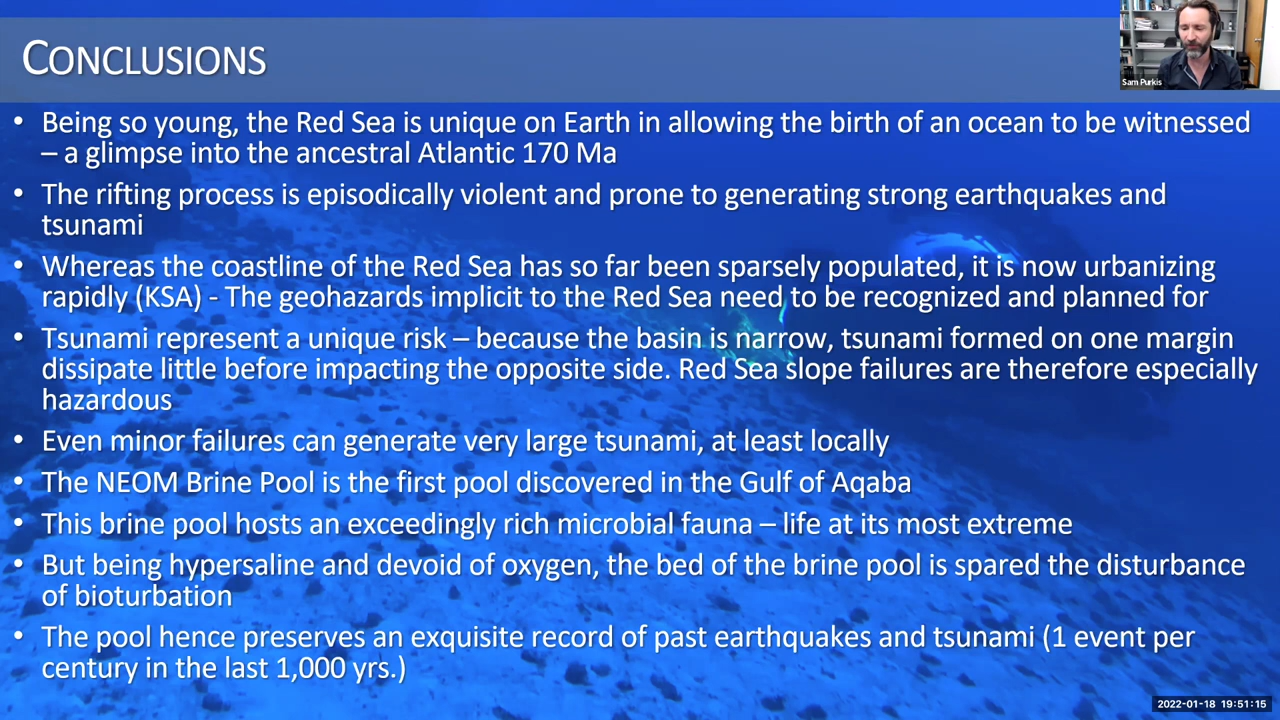 CONCLUSIONS
Sam Purkis
• Being so young, the Red Sea is unique on Earth in allowing the birth of an ocean to be witnessed
– a glimpse into the ancestral Atlantic 170 Ma
• The rifting process is episodically violent and prone to generating strong earthquakes and
tsunami
• Whereas the coastline of the Red Sea has so far been sparsely populated, it is now urbanizing
rapidly (KSA) - The geohazards implicit to the Red Sea need to be recognized and planned for
• Tsunami represent a unique risk – because the basin is narrow, tsunami formed on one margin
dissipate little before impacting the opposite side. Red Sea slope failures are therefore especially
hazardous
• Even minor failures can generate very large tsunami, at least locally
• The NEOM Brine Pool is the first pool discovered in the Gulf of Aqaba
• This brine pool hosts an exceedingly rich microbial fauna – life at its most extreme
• But being hypersaline and devoid of oxygen, the bed of the brine pool is spared the disturbance
of bioturbation
• The pool hence preserves an exquisite record of past earthquakes and tsunami (1 event per
century in the last 1,000 yrs.)
2022-01-18 19:51:15